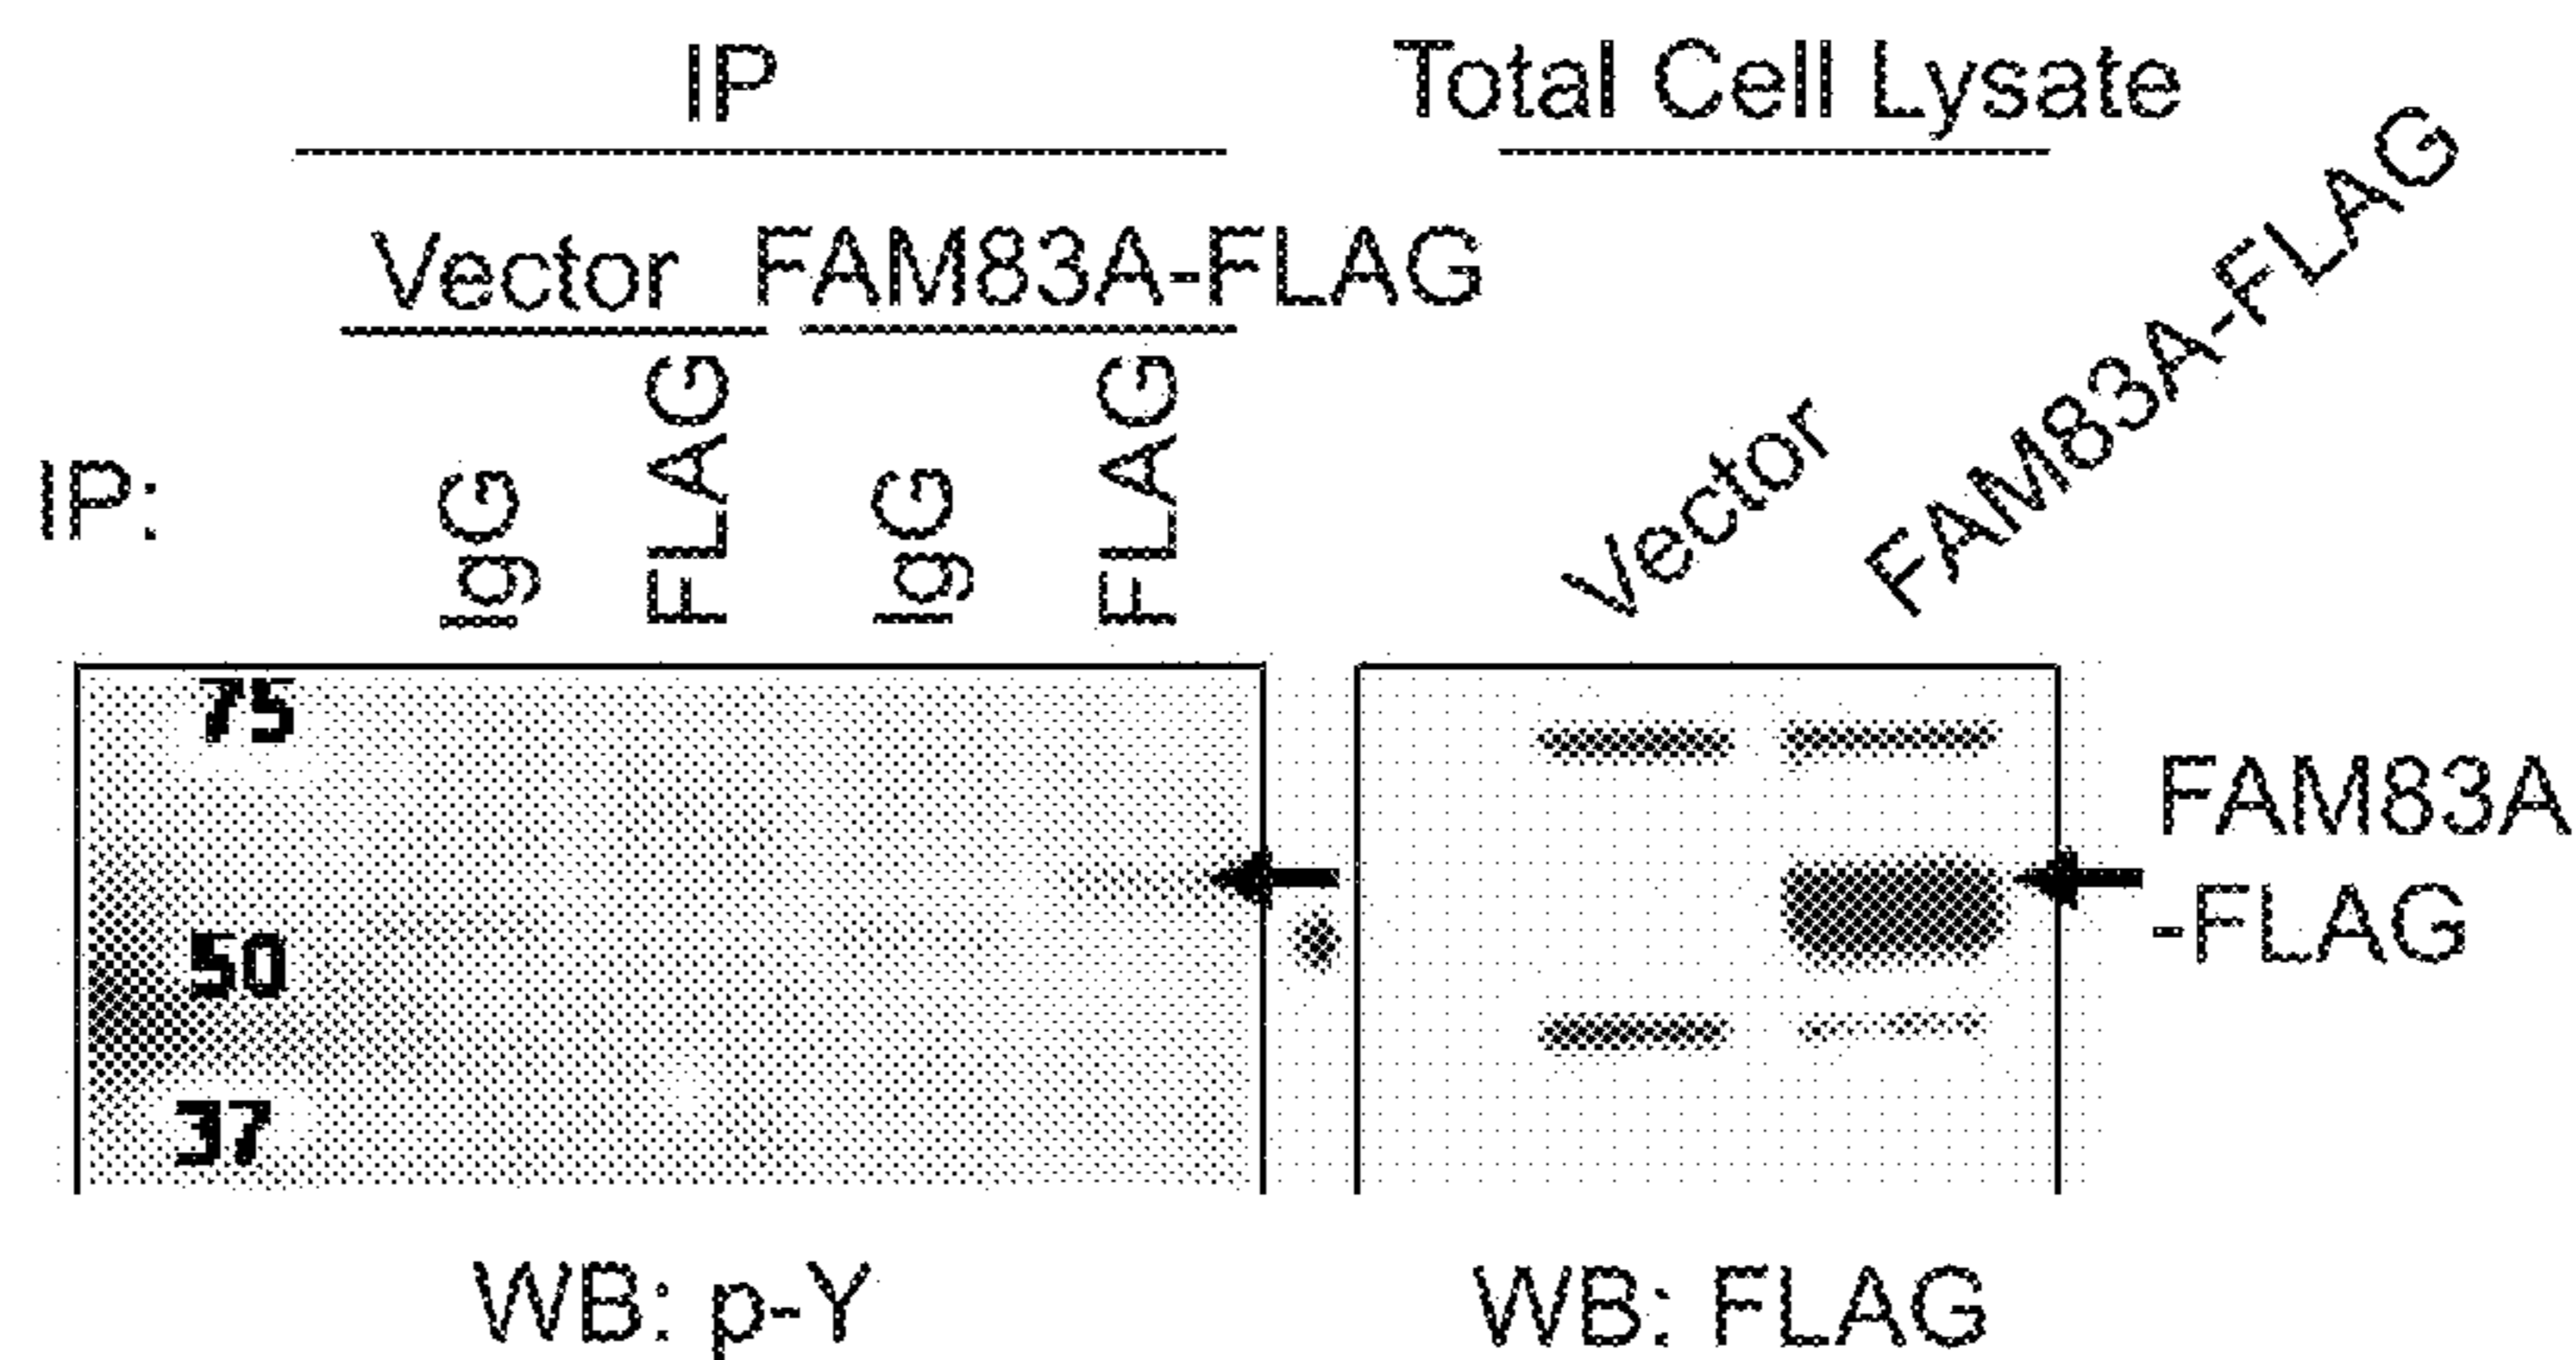 IP
Total Cell Lysate
Vector
FAM83A-FLAG
IP:
IgG
FLAG
IgG
FLAG
Vector
FAM83A-FLAG
75
50
37
FAM83A
-FLAG
WB: p-Y
WB: FLAG